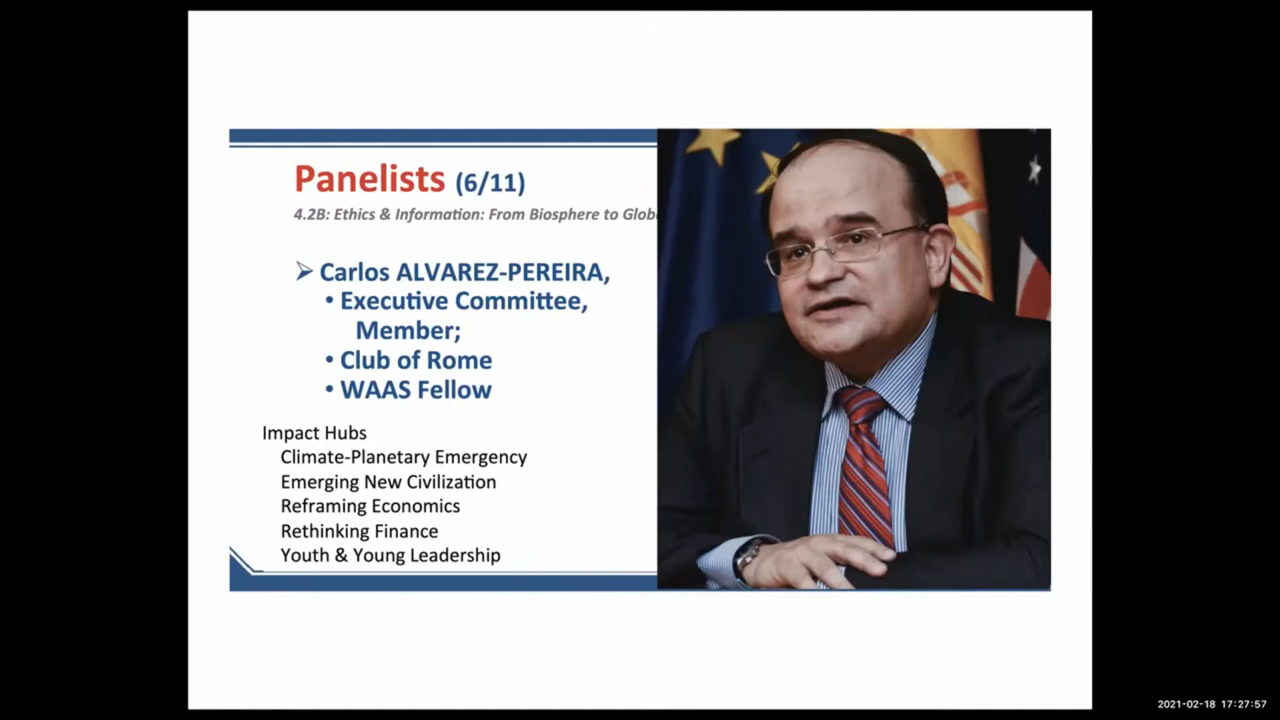 Panelists (6/11)
4.2B: Ethics & Information: From Biosphere to
➢ Carlos ALVAREZ-PEREIRA,
• Executive Committee,
Member;
• Club of Rome
• WAAS Fellow
Impact Hubs
Climate-Planetary Emergency
Emerging New Civilization
Reframing Economics
Rethinking Finance
Youth & Young Leadership
2021-02-18 17:27:57